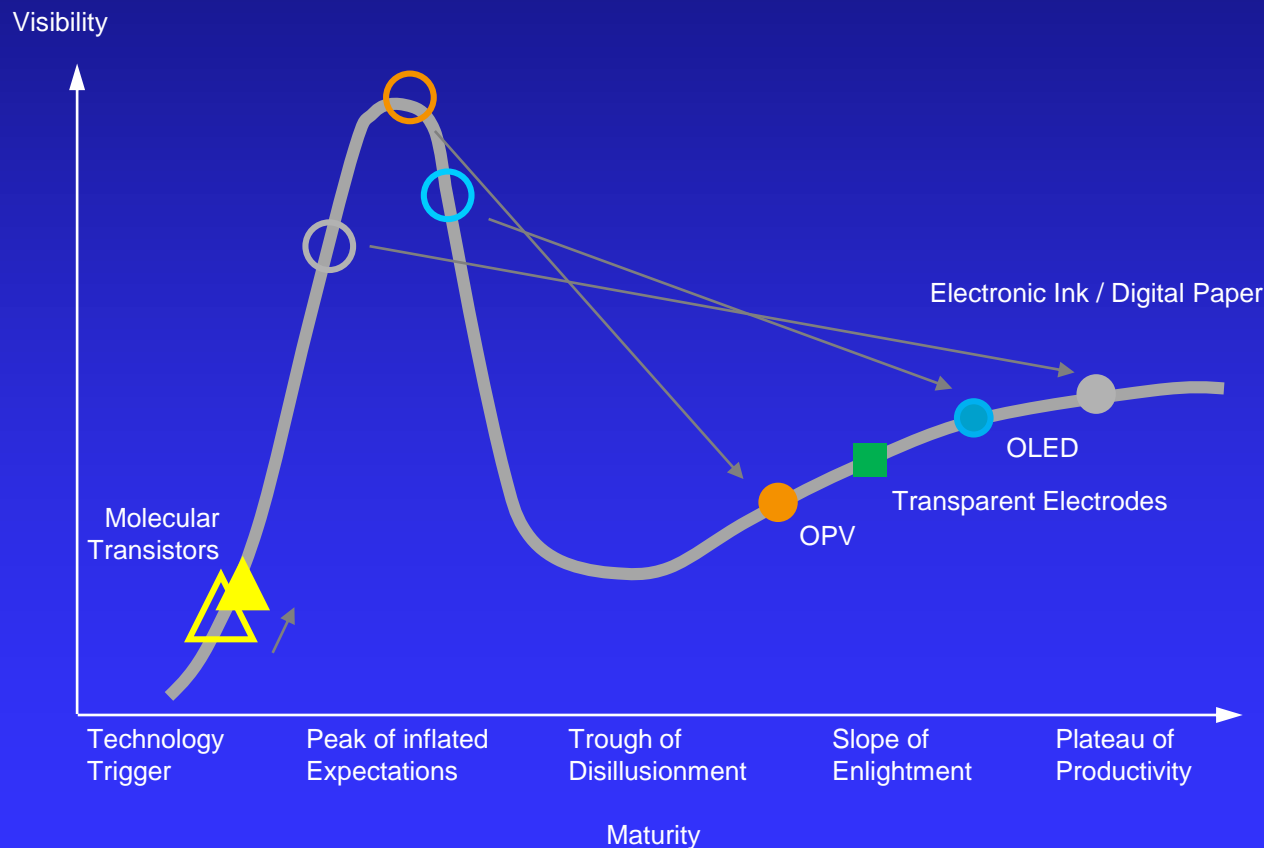 Visibility
Electronic Ink / Digital Paper
OLED
Transparent Electrodes
OPV
Molecular
Transistors
Technology
Trigger
Peak of inflated
Expectations
Trough of
Disillusionment
Slope of
Enlightment
Plateau of
Productivity
Maturity